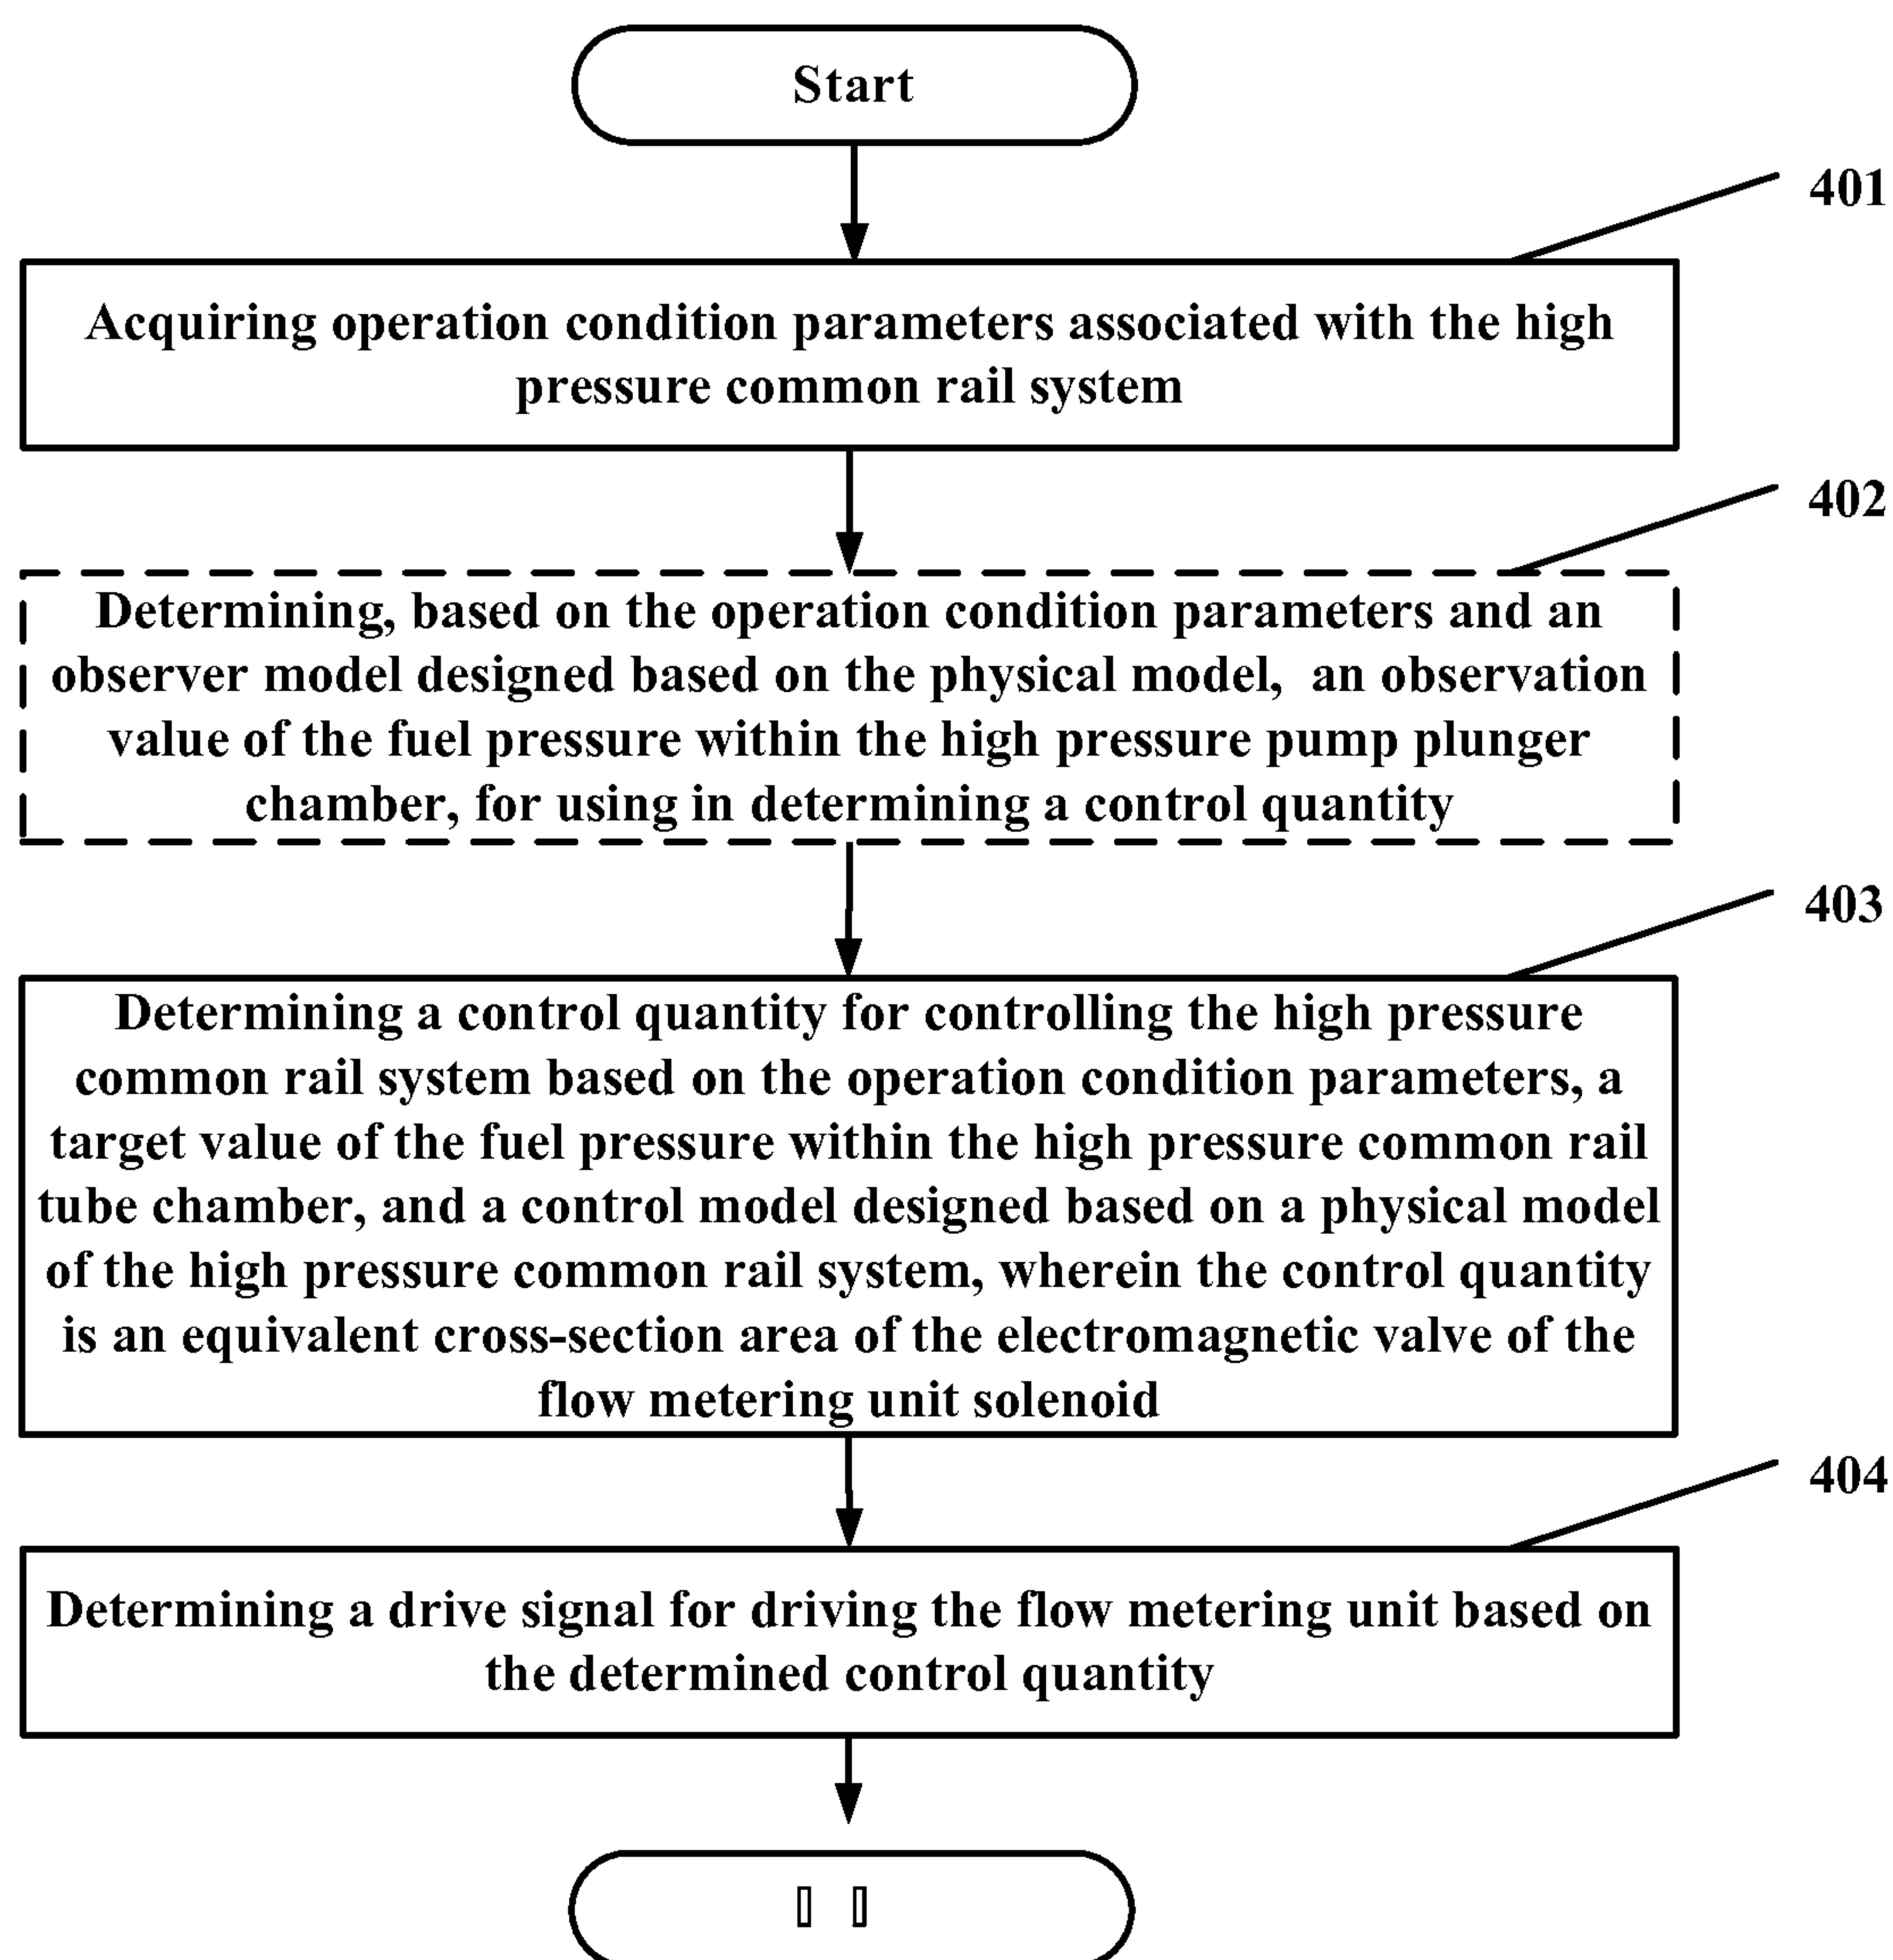 Start
401
Acquiring operation condition parameters associated with the high
pressure common rail system
402
Determining, based on the operation condition parameters and an
observer model designed based on the physical model, an observation
value of the fuel pressure within the high pressure pump plunger
chamber, for using in determining a control quantity
403
Determining a control quantity for controlling the high pressure
common rail system based on the operation condition parameters, a
target value of the fuel pressure within the high pressure common rail
tube chamber, and a control model designed based on a physical model
of the high pressure common rail system, wherein the control quantity
is an equivalent cross-section area of the electromagnetic valve of the
flow metering unit solenoid
404
Determining a drive signal for driving the flow metering unit based on
the determined control quantity